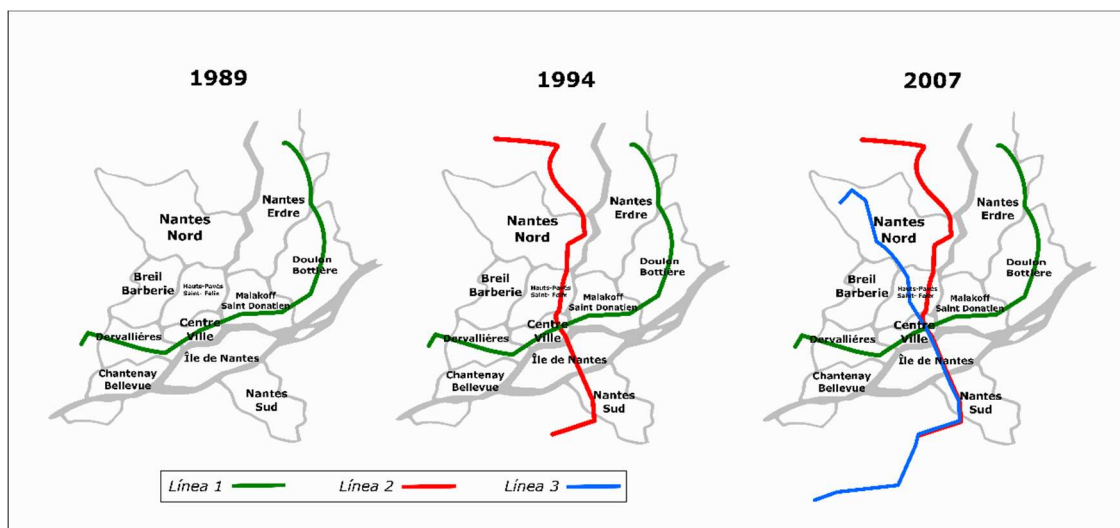 1989
1994
2007
Nantes
Erdre
Nantes
Nord
Doulon
Bottière
Breil
Barberie
Hauts-Pavés
Saint- Felix
Malakoff
Saint Donatien
Centre
Ville
Dervallières
Île de Nantes
Chantenay
Bellevue
Nantes
Sud
Nantes
Erdre
Nantes
Nord
Doulon
Bottière
Breil
Barberie
Hauts-Pavés
Saint- Felix
Malakoff
Saint Donatien
Centre
Ville
Dervallières
Île de Nantes
Chantenay
Bellevue
Nantes
Sud
Nantes
Erdre
Nantes
Nord
Doulon
Bottière
Breil
Barberie
Hauts-Pavés
Saint- Felix
Malakoff
Saint Donatien
Centre
Ville
Dervallières
Île de Nantes
Chantenay
Bellevue
Nantes
Sud
Línea 1 Línea 2 Línea 3